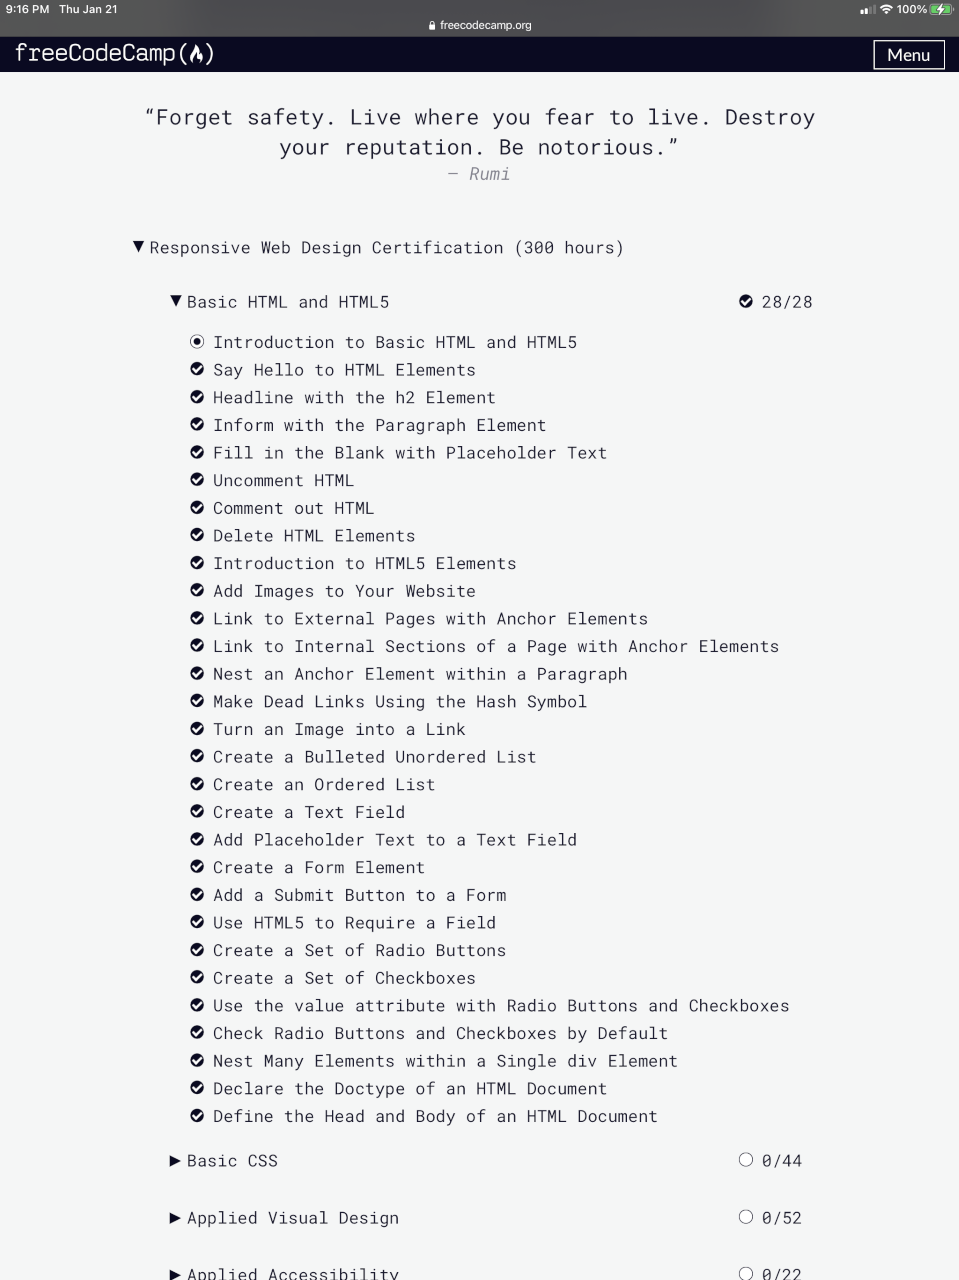 9:16 PM Thu Jan 21
100%
freecodecamp.org
freeCodeCamp
Menu
“Forget safety. Live where you fear to live. Destroy
your reputation. Be notorious.”
— Rumi
Responsive Web Design Certification (300 hours)
Basic HTML and HTML5 28/28
Introduction to Basic HTML and HTML5
Say Hello to HTML Elements
Headline with the h2 Element
Inform with the Paragraph Element
Fill in the Blank with Placeholder Text
Uncomment HTML
Comment out HTML
Delete HTML Elements
Introduction to HTML5 Elements
Add Images to Your Website
Link to External Pages with Anchor Elements
Link to Internal Sections of a Page with Anchor Elements
Nest an Anchor Element within a Paragraph
Make Dead Links Using the Hash Symbol
Turn an Image into a Link
Create a Bulleted Unordered List
Create an Ordered List
Create a Text Field
Add Placeholder Text to a Text Field
Create a Form Element
Add a Submit Button to a Form
Use HTML5 to Require a Field
Create a Set of Radio Buttons
Create a Set of Checkboxes
Use the value attribute with Radio Buttons and Checkboxes
Check Radio Buttons and Checkboxes by Default
Nest Many Elements within a Single div Element
Declare the Doctype of an HTML Document
Define the Head and Body of an HTML Document
Basic CSS 0/44
Applied Visual Design 0/52
Applied Accessibility 0/22